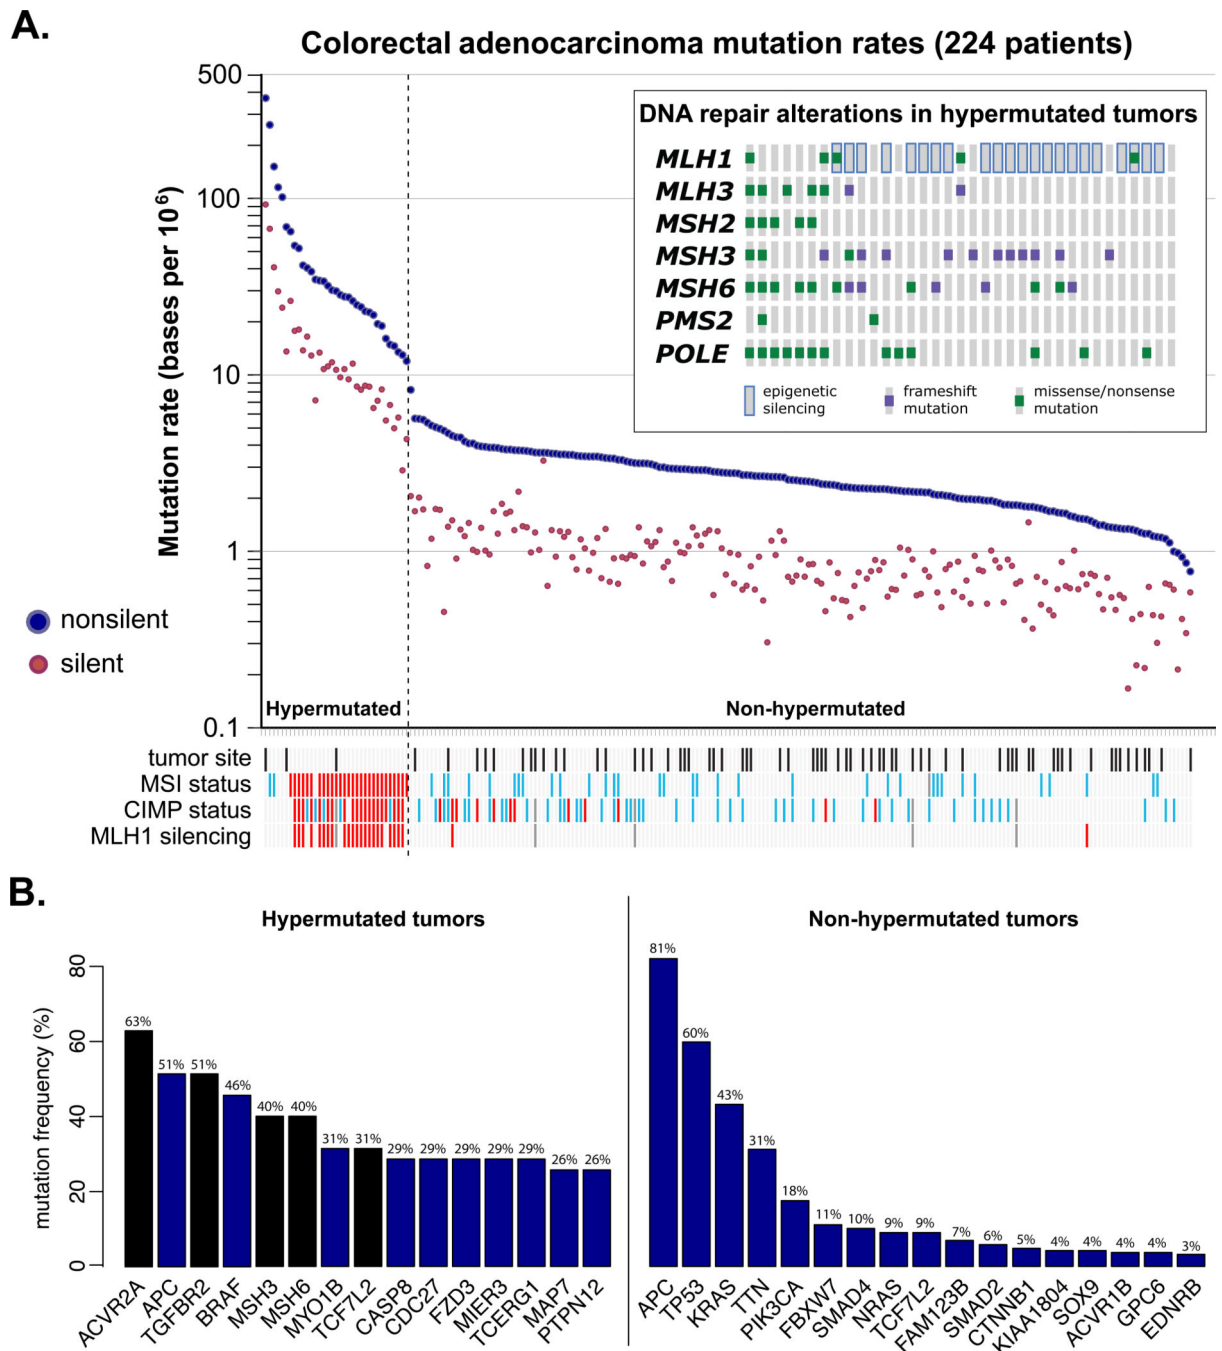 A.
Colorectal adenocarcinoma mutation rates (224 patients)
500
100
10
1
0.1
Mutation rate (bases per 10⁶)
nonsilent
silent
DNA repair alterations in hypermutated tumors
MLH1
MLH3
MSH2
MSH3
MSH6
PMS2
POLE
epigenetic silencing
frameshift mutation
missense/nonsense mutation
Hypermutated
Non-hypermutated
tumor site
MSI status
CIMP status
MLH1 silencing
B.
Hypermutated tumors
Non-hypermutated tumors
mutation frequency (%)
80
60
40
20
0
63%
51%
51%
46%
40%
40%
31%
31%
29%
29%
29%
29%
29%
26%
26%
ACVR2A
APC
TGFBR2
BRAF
MSH3
MSH6
MYO1B
TCF7L2
CASP8
CDC27
FZD3
MIER3
TCERG1
MAP7
PTPN12
81%
60%
43%
31%
18%
11%
10%
9%
9%
7%
6%
5%
4%
4%
4%
4%
3%
APC
TP53
KRAS
TTN
PIK3CA
FBXW7
SMAD4
NRAS
TCF7L2
FAM123B
SMAD2
CTNNB1
KIAA1804
SOX9
ACVR1B
GPC6
EDNRB